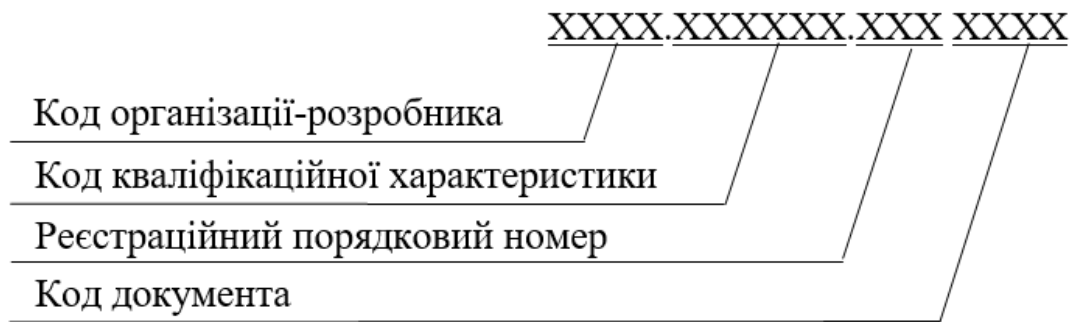 XXXX.XXXXXX.XXX XXXX
Код організації-розробника
Код кваліфікаційної характеристики
Реєстраційний порядковий номер
Код документа